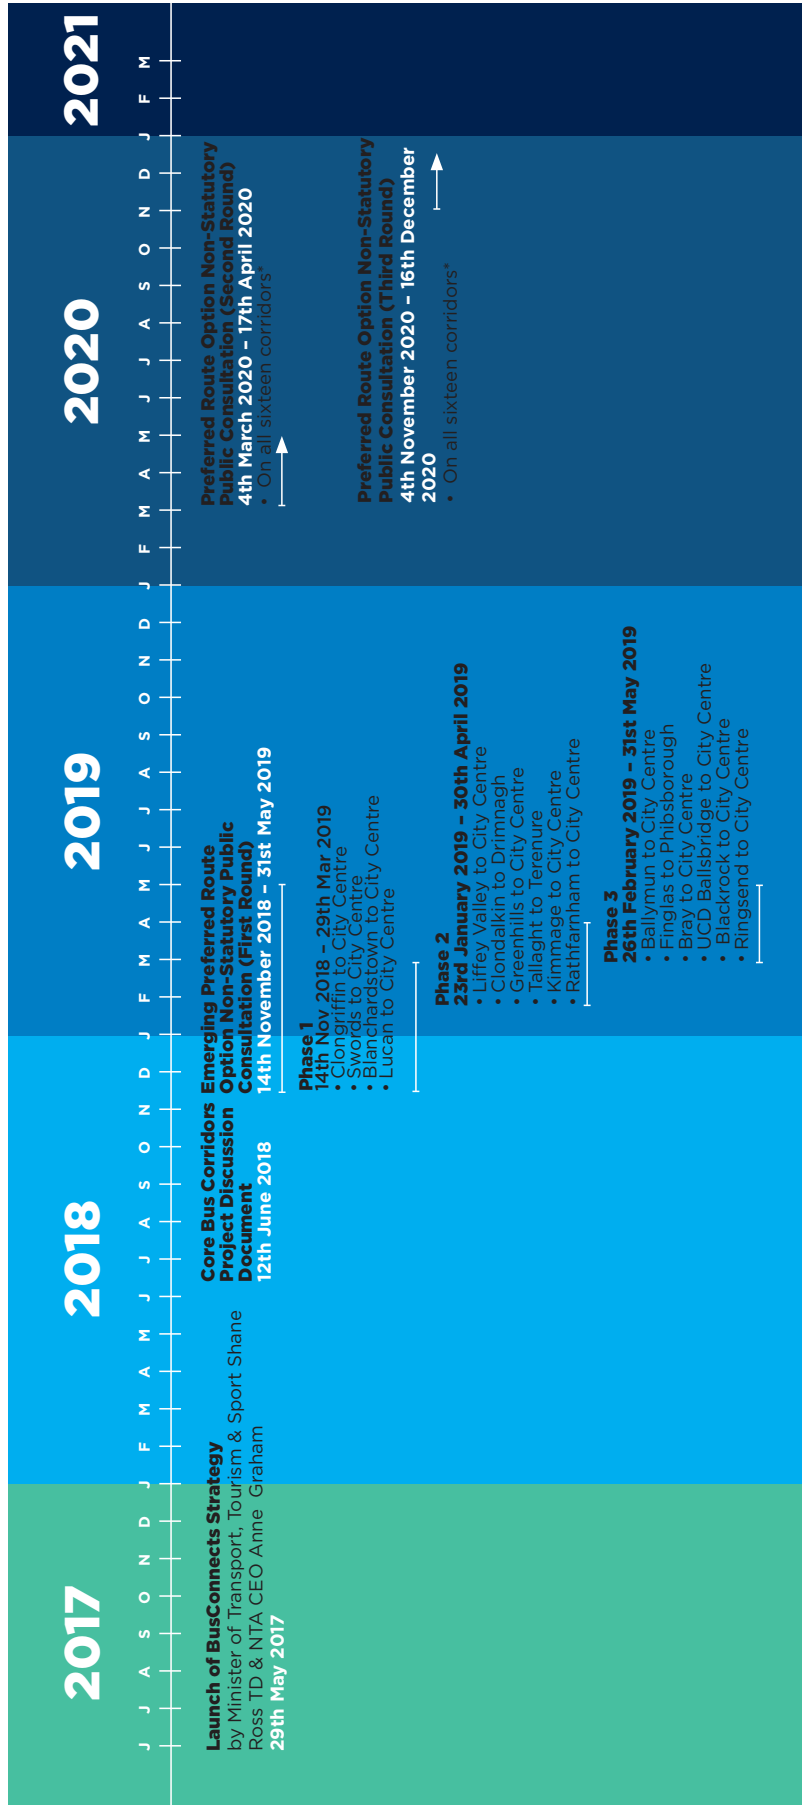 2017 2018 2019 2020 2021
J J A S O N D J F M A M J J A S O N D J F M A M J J A S O N D J F M A M J J A S O N D J F M
Launch of BusConnects Strategy
by Minister of Transport, Tourism & Sport Shane
Ross TD & NTA CEO Anne Graham
29th May 2017
Core Bus Corridors
Project Discussion
Document
12th June 2018
Emerging Preferred Route
Option Non-Statutory Public
Consultation (First Round)
14th November 2018 – 31st May 2019
Phase 1
14th Nov 2018 – 29th Mar 2019
• Clongriffin to City Centre
• Swords to City Centre
• Blanchardstown to City Centre
• Lucan to City Centre
Phase 2
23rd January 2019 – 30th April 2019
• Liffey Valley to City Centre
• Clondalkin to Drimnagh
• Greenhills to City Centre
• Tallaght to Terenure
• Kimmage to City Centre
• Rathfarnham to City Centre
Phase 3
26th February 2019 – 31st May 2019
• Ballymun to City Centre
• Finglas to Phibsborough
• Bray to City Centre
• UCD Ballsbridge to City Centre
• Blackrock to City Centre
• Ringsend to City Centre
Preferred Route Option Non-Statutory
Public Consultation (Second Round)
4th March 2020 – 17th April 2020
• On all sixteen corridors*
Preferred Route Option Non-Statutory
Public Consultation (Third Round)
4th November 2020 – 16th December
2020
• On all sixteen corridors*